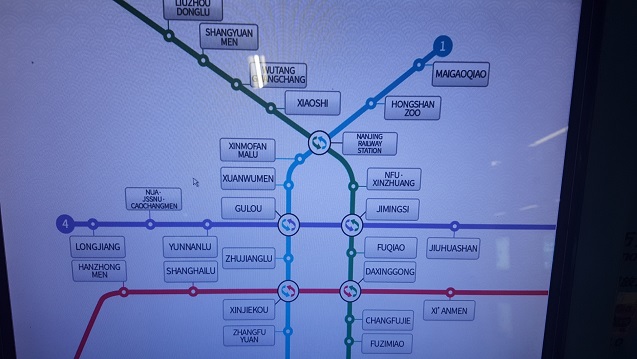 LIUZHOU
DONGLU
SHANGYUAN
MEN
WUTANG
GUANGCHANG
XIAOSHI
1
MAIGAOQIAO
HONGSHAN
ZOO
NANJING
RAILWAY
STATION
XINMOFAN
MALU
XUANWUMEN
NFU·
XINZHUANG
NUA·
JSSNU·
CAOCHANGMEN
GULOU
JIMINGSI
4
LONGJIANG
YUNNANLU
ZHUJIANGLU
FUQIAO
JIUHUASHAN
HANZHONG
MEN
SHANGHAILU
DAXINGGONG
XINJIEKOU
XI'ANMEN
ZHANGFU
YUAN
CHANGFUJIE
FUZIMIAO